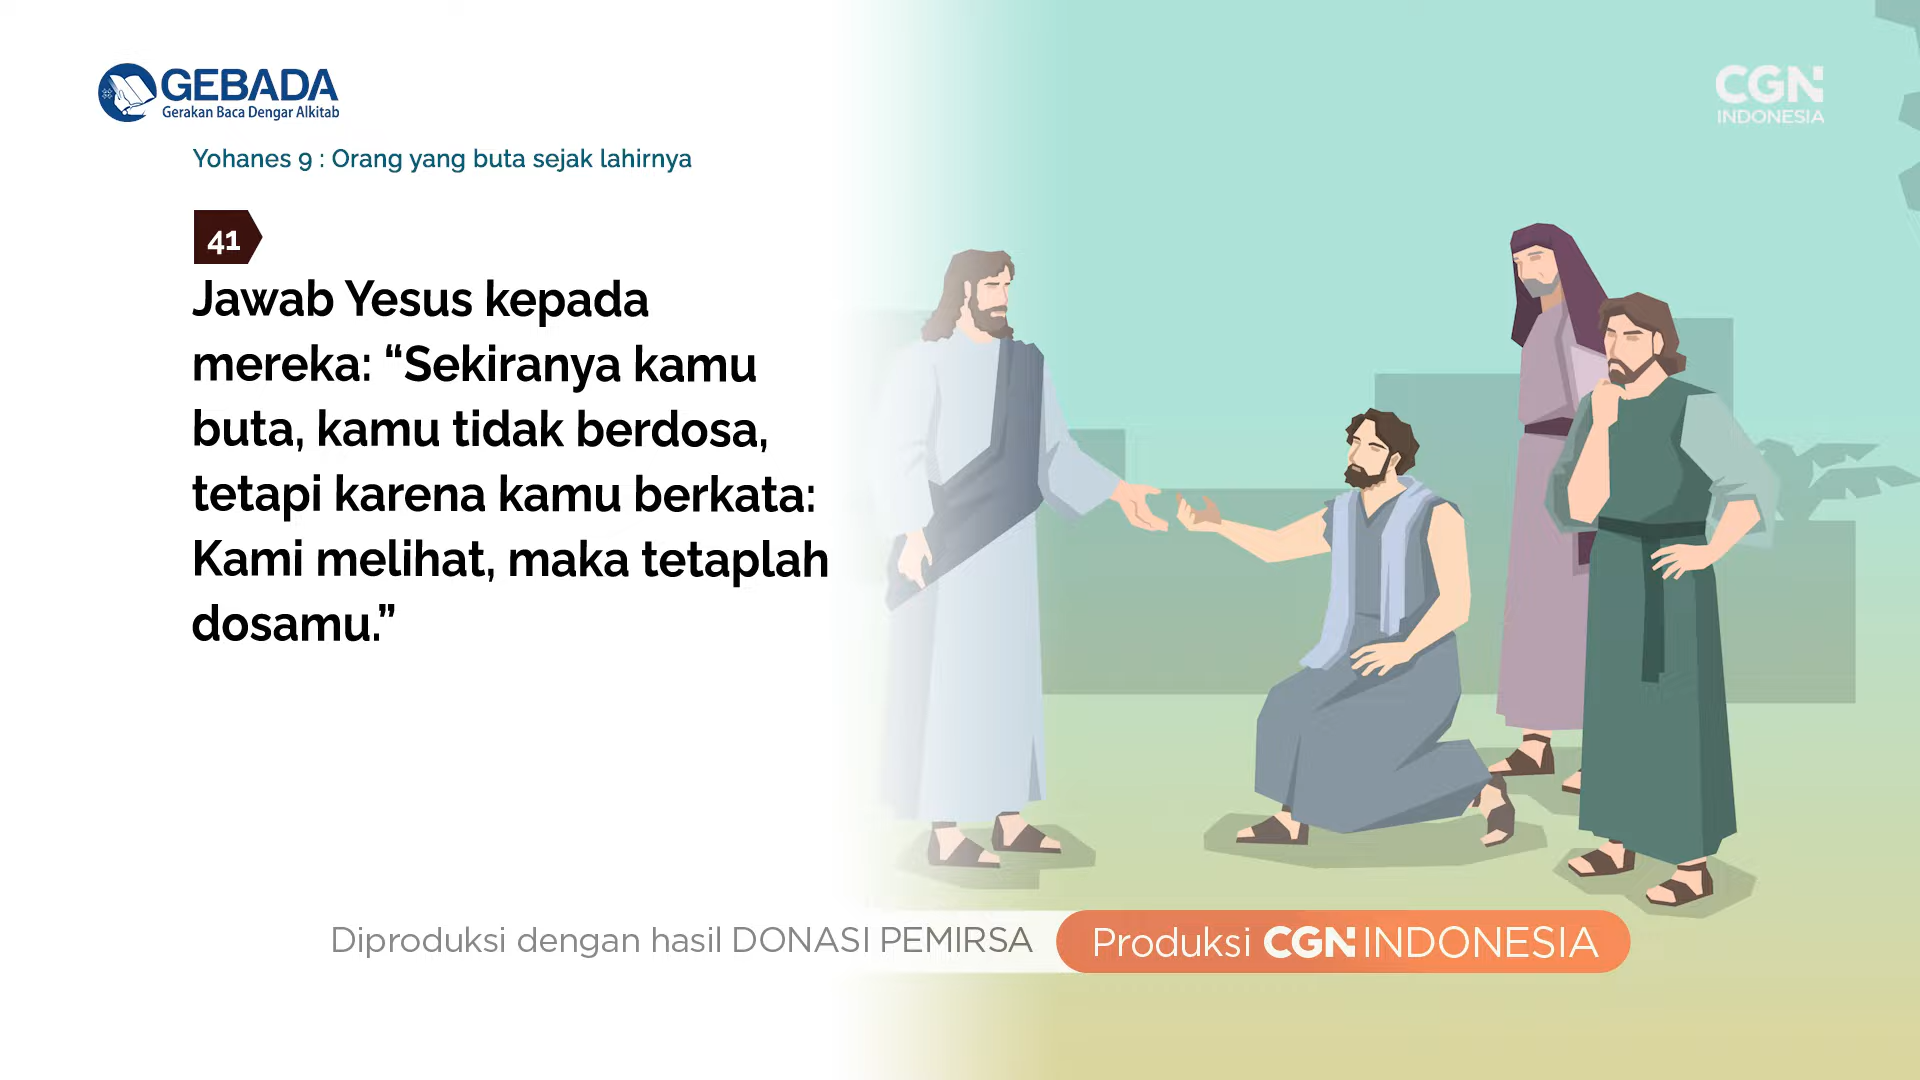 GEBADA
Gerakan Baca Dengar Alkitab
CGN
INDONESIA
Yohanes 9 : Orang yang buta sejak lahirnya
41
Jawab Yesus kepada
mereka: “Sekiranya kamu
buta, kamu tidak berdosa,
tetapi karena kamu berkata:
Kami melihat, maka tetaplah
dosamu.”
Diproduksi dengan hasil DONASI PEMIRSA
Produksi CGN INDONESIA